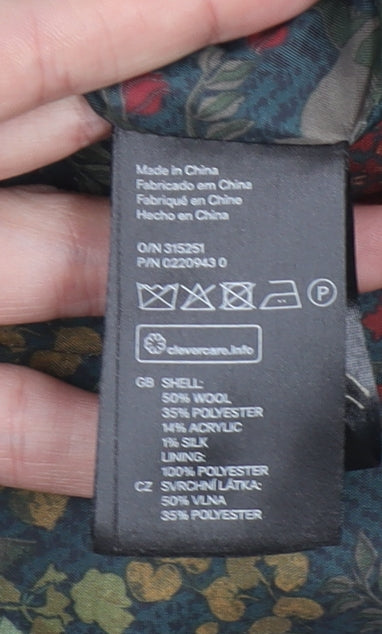 Made in China
Fabricado em China
Fabriqué en Chine
Hecho en China
O/N 315251
P/N 0220943 0
P
clevercare.info
GB SHELL:
50% WOOL
35% POLYESTER
14% ACRYLIC
1% SILK
LINING:
100% POLYESTER
CZ SVRCHNÍ LÁTKA:
50% VLNA
35% POLYESTER